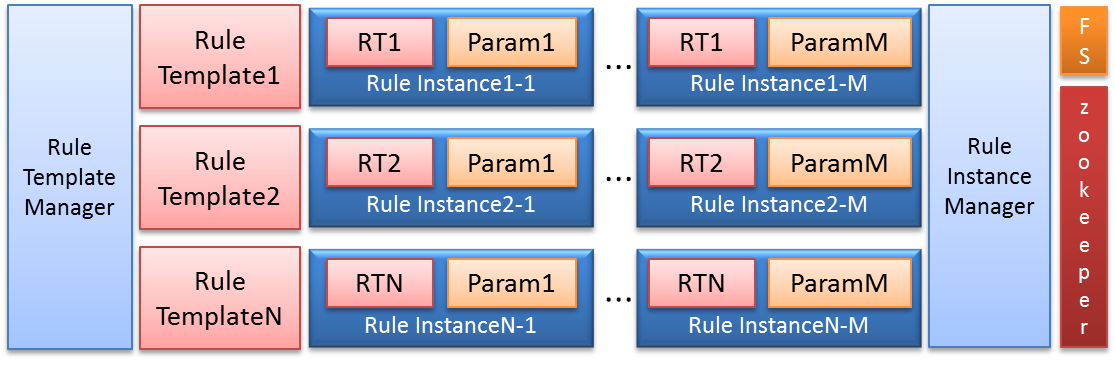 Rule
Template
Manager
Rule
Template1
RT1
Param1
Rule Instance1-1
...
RT1
ParamM
Rule Instance1-M
Rule
Template2
RT2
Param1
Rule Instance2-1
...
RT2
ParamM
Rule Instance2-M
Rule
TemplateN
RTN
Param1
Rule InstanceN-1
...
RTN
ParamM
Rule InstanceN-M
Rule
Instance
Manager
F
S
z
o
o
k
e
e
p
e
r